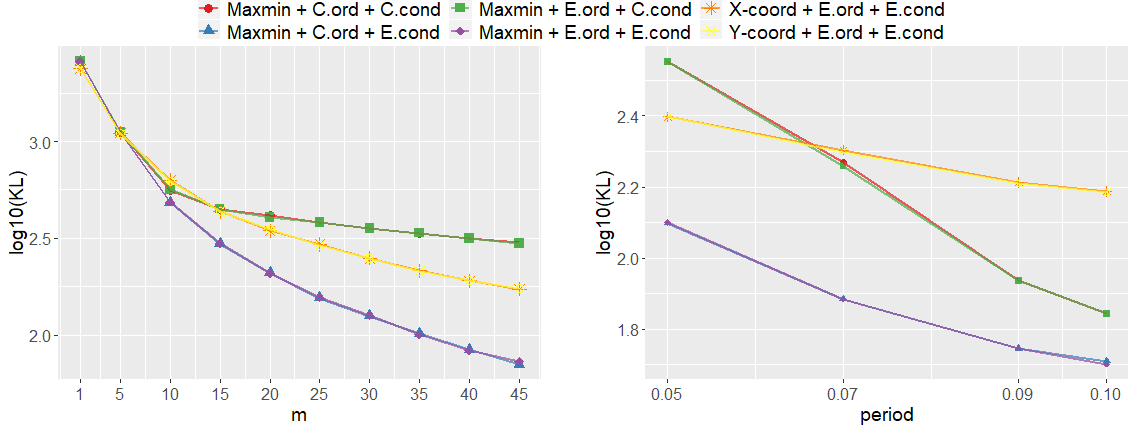 Maxmin + C.ord + C.cond Maxmin + E.ord + C.cond X-coord + E.ord + E.cond
Maxmin + C.ord + E.cond Maxmin + E.ord + E.cond Y-coord + E.ord + E.cond
log10(KL)
3.0
2.5
2.0
1 5 10 15 20 25 30 35 40 45
m
log10(KL)
2.4
2.2
2.0
1.8
0.05 0.07 0.09 0.10
period